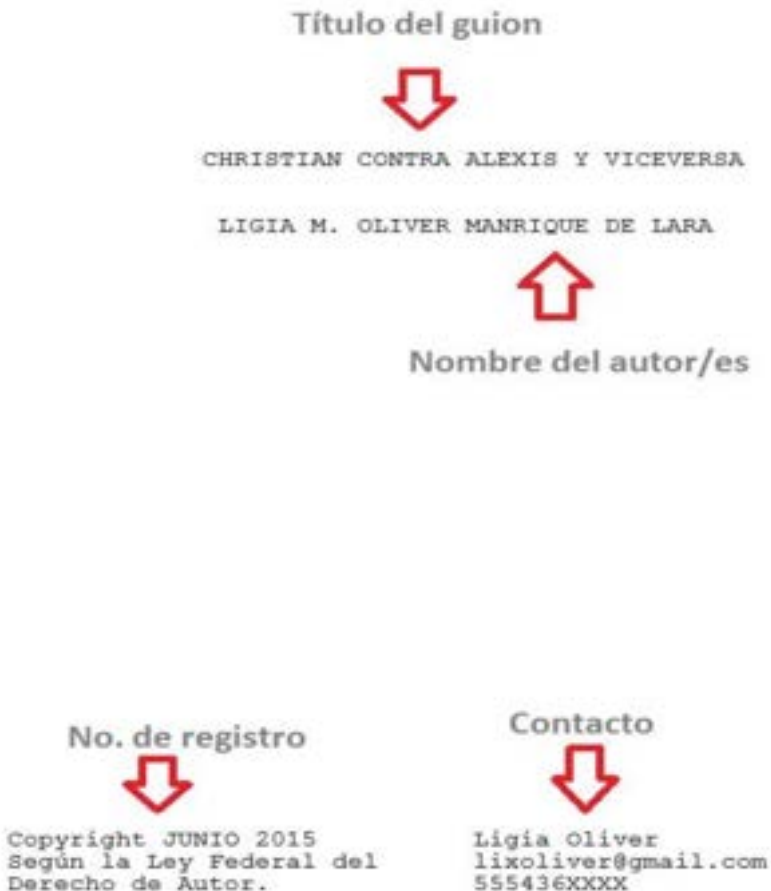 Título del guion
CHRISTIAN CONTRA ALEXIS Y VICEVERSA
LIGIA M. OLIVER MANRIQUE DE LARA
Nombre del autor/es
No. de registro
Copyright JUNIO 2015
Según la Ley Federal del
Derecho de Autor.
Contacto
Ligia Oliver
lixoliver@gmail.com
555436XXXX